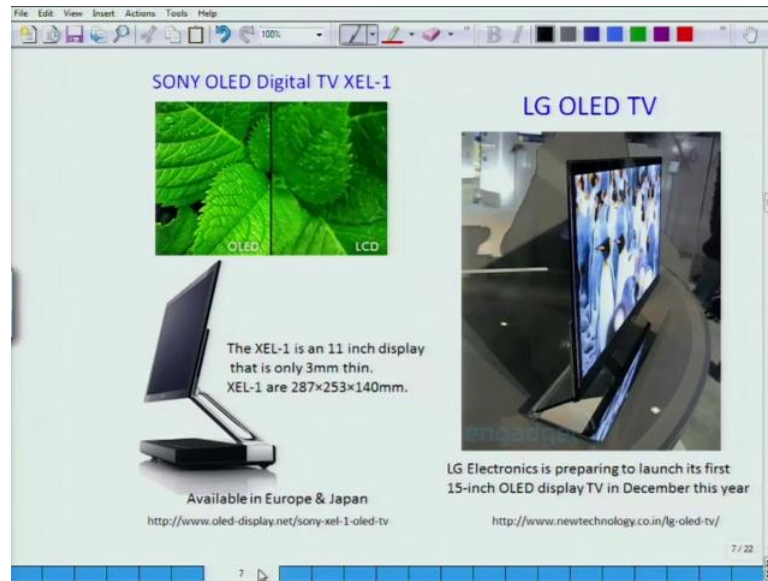 File Edit View Insert Actions Tools Help
100%
SONY OLED Digital TV XEL-1
OLED
LCD
The XEL-1 is an 11 inch display
that is only 3mm thin.
XEL-1 are 287×253×140mm.
Available in Europe & Japan
http://www.oled-display.net/sony-xel-1-oled-tv
LG OLED TV
engadget
LG Electronics is preparing to launch its first
15-inch OLED display TV in December this year
http://www.newtechnology.co.in/lg-oled-tv/
7/22
7